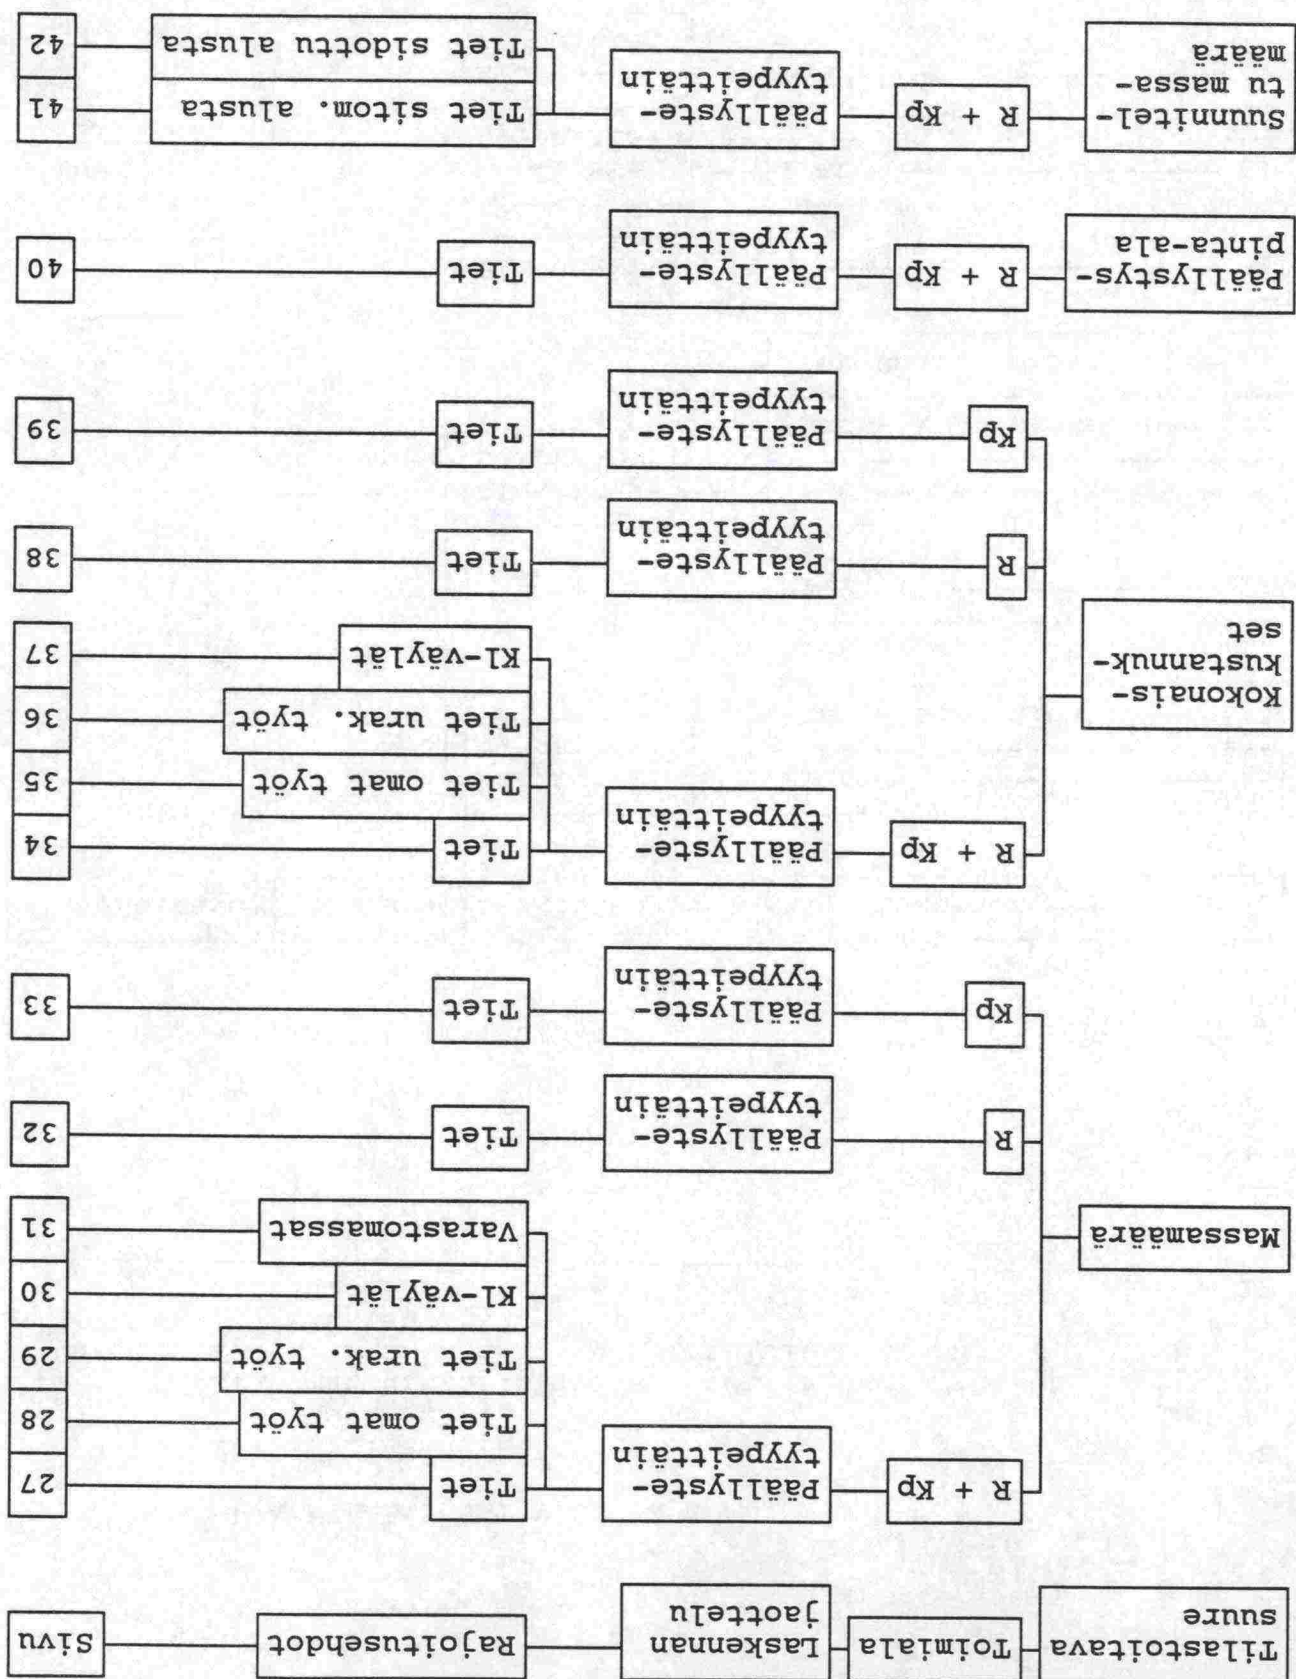 Tilastoitava
suure
Toimiala
Laskennan
jaottelu
Rajoitusehdot
Sivu
Massamäärä
R + Kp
Päällyste-
tyypeittäin
Tiet
27
Tiet omat työt
28
Tiet urak. työt
29
Kl-väylät
30
Varastomassat
31
R
Päällyste-
tyypeittäin
Tiet
32
Kp
Päällyste-
tyypeittäin
Tiet
33
Kokonais-
kustannuk-
set
R + Kp
Päällyste-
tyypeittäin
Tiet
34
Tiet omat työt
35
Tiet urak. työt
36
Kl-väylät
37
R
Päällyste-
tyypeittäin
Tiet
38
Kp
Päällyste-
tyypeittäin
Tiet
39
Päällystys-
pinta-ala
R + Kp
Päällyste-
tyypeittäin
Tiet
40
Suunnitel-
tu massa-
määrä
R + Kp
Päällyste-
tyypeittäin
Tiet sitom. alusta
41
Tiet sidottu alusta
42